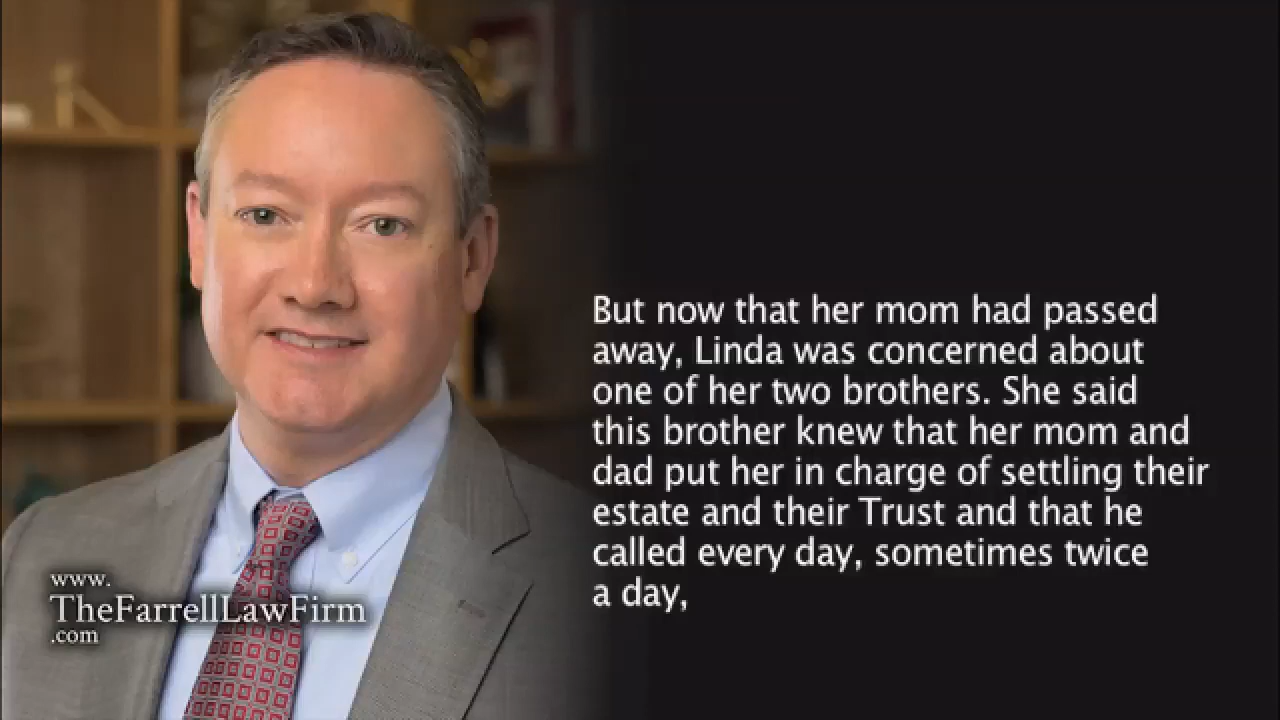 But now that her mom had passed
away, Linda was concerned about
one of her two brothers. She said
this brother knew that her mom and
dad put her in charge of settling their
estate and their Trust and that he
called every day, sometimes twice
a day,
www.
TheFarrellLawFirm
.com